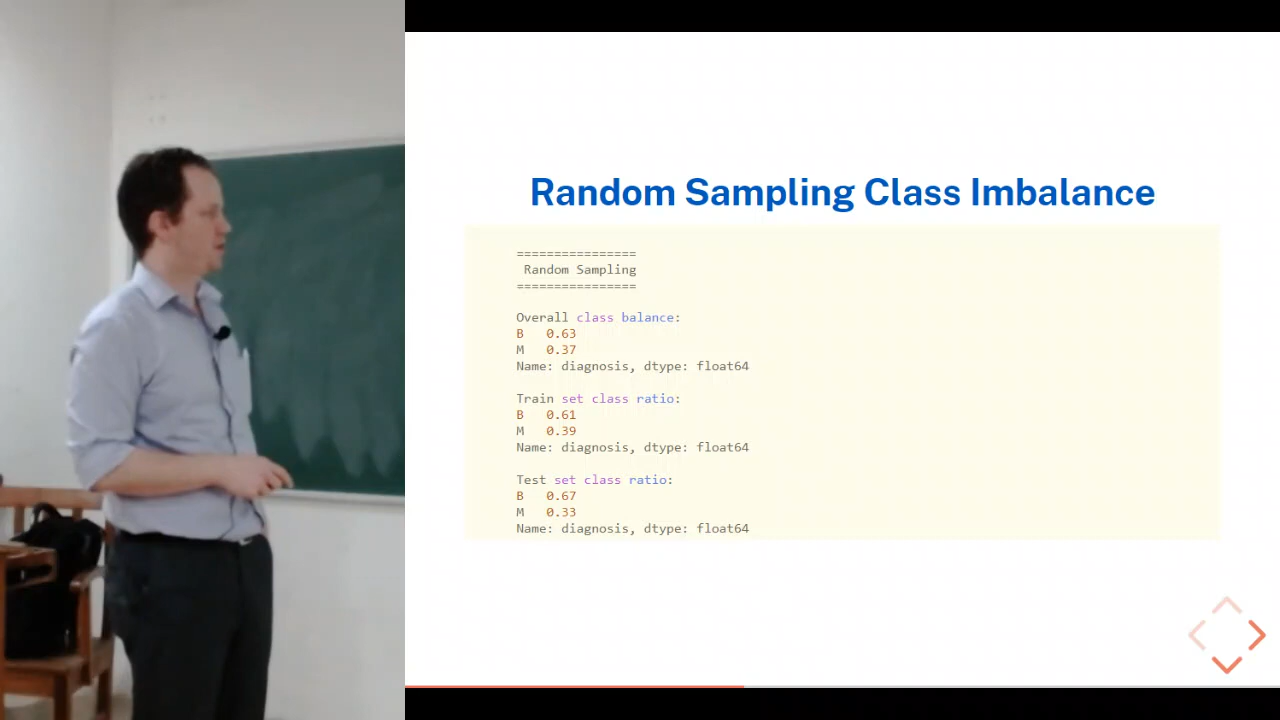 Random Sampling Class Imbalance
================
Random Sampling
================
Overall class balance:
B 0.63
M 0.37
Name: diagnosis, dtype: float64
Train set class ratio:
B 0.61
M 0.39
Name: diagnosis, dtype: float64
Test set class ratio:
B 0.67
M 0.33
Name: diagnosis, dtype: float64